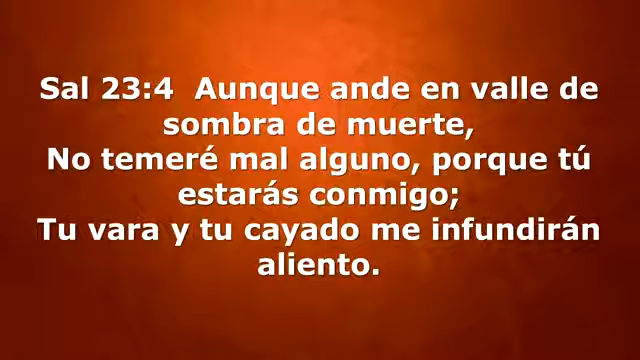 Sal 23:4  Aunque ande en valle de
sombra de muerte,
No temeré mal alguno, porque tú
estarás conmigo;
Tu vara y tu cayado me infundirán
aliento.